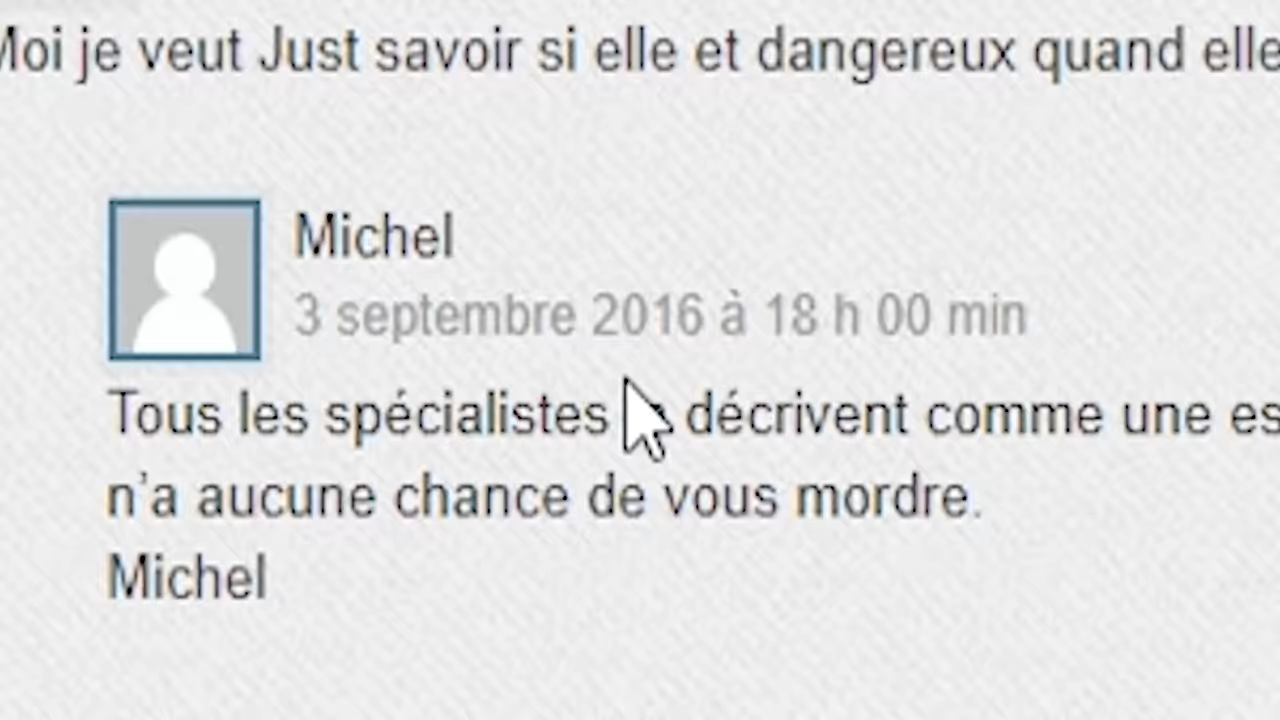 Moi je veut Just savoir si elle et dangereux quand elle
Michel
3 septembre 2016 à 18 h 00 min
Tous les spécialistes décrivent comme une
n’a aucune chance de vous mordre.
Michel